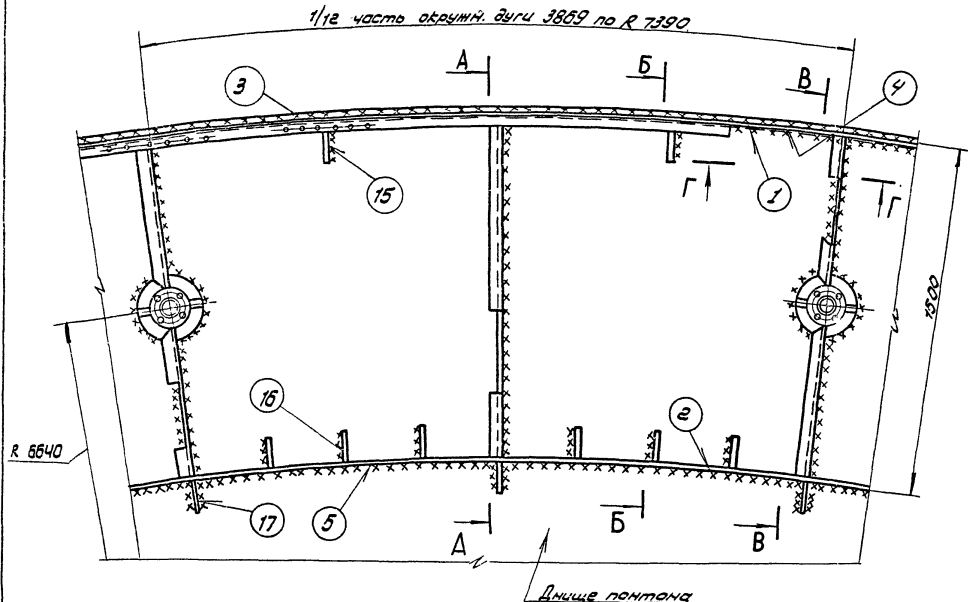 1/12 часть окружн. дуги 3869 по R 7390
А
Б
В
3
4
15
Г
1
Г
1500
16
2
R 6640
17
5
А
Б
В
Днище понтона